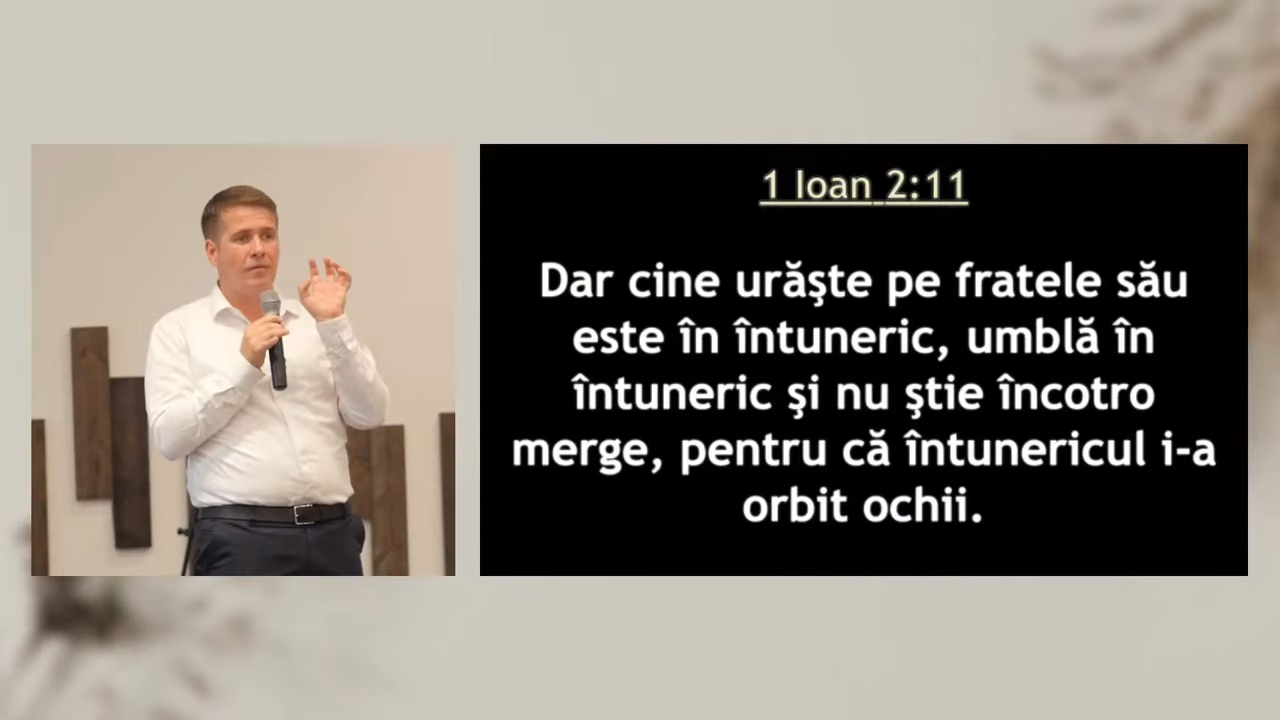 1 Ioan 2:11
Dar cine urăşte pe fratele său
este în întuneric, umblă în
întuneric şi nu ştie încotro
merge, pentru că întunericul i-a
orbit ochii.